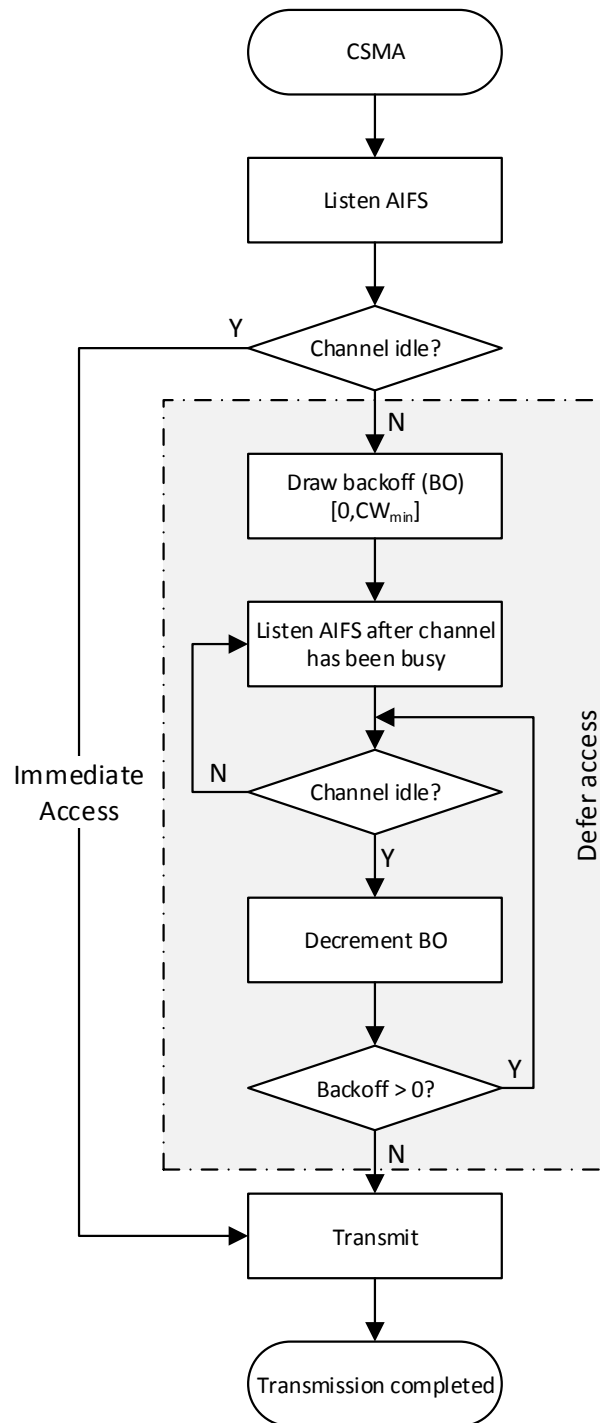 CSMA
Listen AIFS
Y
Channel idle?
N
Draw backoff (BO)
[0,CWmin]
Listen AIFS after channel
has been busy
Immediate
Access
N
Channel idle?
Y
Defer access
Decrement BO
Y
Backoff > 0?
N
Transmit
Transmission completed